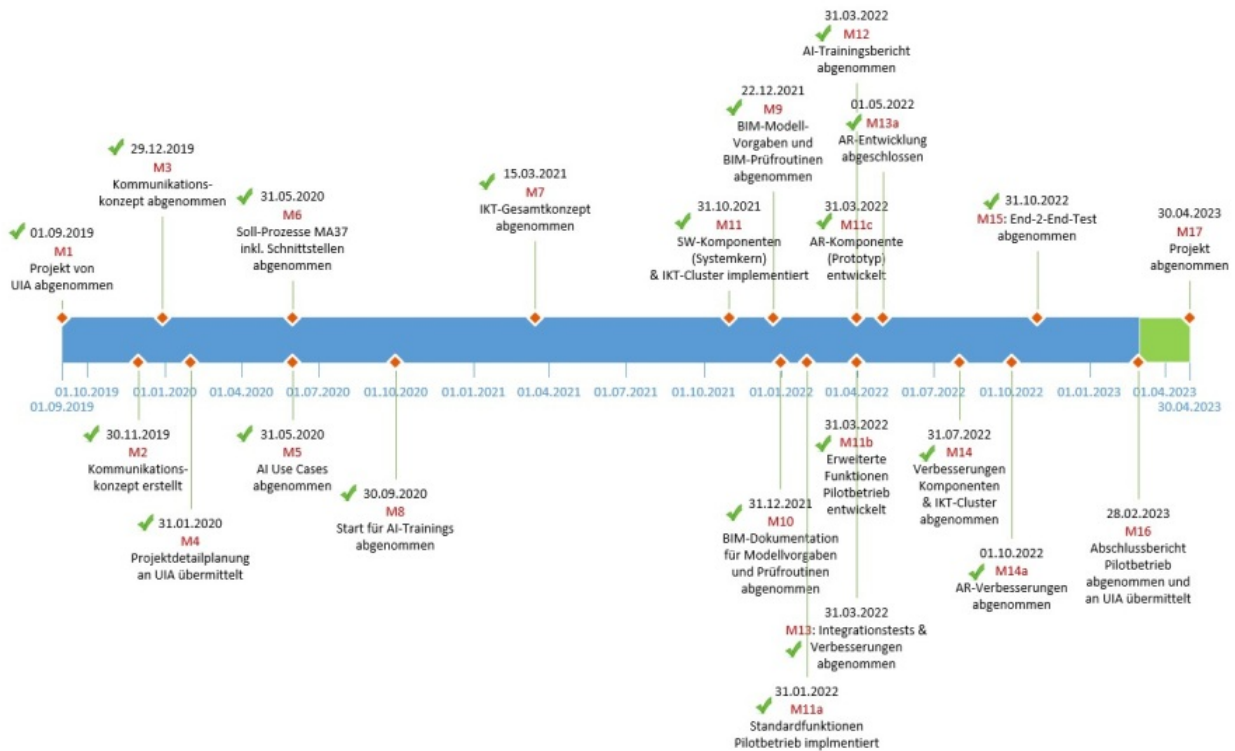 31.03.2022
M12
AI-Trainingsbericht
abgenommen
22.12.2021
M9
BIM-Modell-
Vorgaben und
BIM-Prüfroutinen
abgenommen
01.05.2022
M13a
AR-Entwicklung
abgeschlossen
29.12.2019
M3
Kommunikations-
konzept abgenommen
31.05.2020
M6
Soll-Prozesse MA37
inkl. Schnittstellen
abgenommen
15.03.2021
M7
IKT-Gesamtkonzept
abgenommen
01.09.2019
M1
Projekt von
UIA abgenommen
31.10.2021
M11
SW-Komponenten
(Systemkern)
& IKT-Cluster implementiert
31.03.2022
M11c
AR-Komponente
(Prototyp)
entwickelt
31.10.2022
M15: End-2-End-Test
abgenommen
30.04.2023
M17
Projekt
abgenommen
01.10.2019 01.01.2020 01.04.2020 01.07.2020 01.10.2020 01.01.2021 01.04.2021 01.07.2021 01.10.2021 01.01.2022 01.04.2022 01.07.2022 01.10.2022 01.01.2023 01.04.2023
01.09.2019 30.04.2023
30.11.2019
M2
Kommunikations-
konzept erstellt
31.01.2020
M4
Projektdetailplanung
an UIA übermittelt
31.05.2020
M5
AI Use Cases
abgenommen
30.09.2020
M8
Start für AI-Trainings
abgenommen
31.12.2021
M10
BIM-Dokumentation
für Modellvorgaben
und Prüfroutinen
abgenommen
31.03.2022
M11b
Erweiterte
Funktionen
Pilotbetrieb
entwickelt
31.03.2022
M13: Integrationstests &
Verbesserungen
abgenommen
31.01.2022
M11a
Standardfunktionen
Pilotbetrieb implmentiert
31.07.2022
M14
Verbesserungen
Komponenten
& IKT-Cluster
abgenommen
01.10.2022
M14a
AR-Verbesserungen
abgenommen
28.02.2023
M16
Abschlussbericht
Pilotbetrieb
abgenommen und
an UIA übermittelt